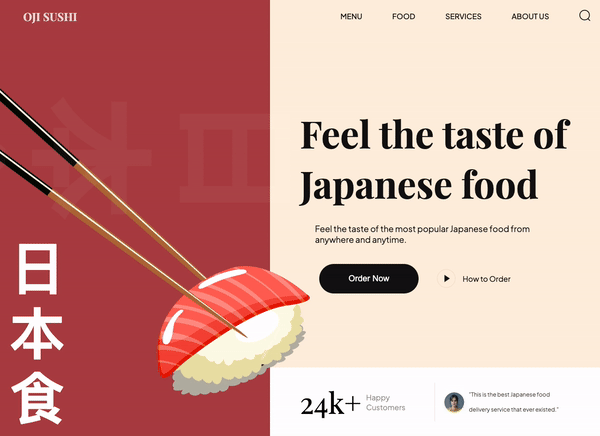 OJI SUSHI
MENU FOOD SERVICES ABOUT US
日本
Feel the taste of
Japanese food
Feel the taste of the most popular Japanese food from
anywhere and anytime.
Order Now
How to Order
日
本
食
24k+
Happy
Customers
"This is the best Japanese food
delivery service that ever existed."